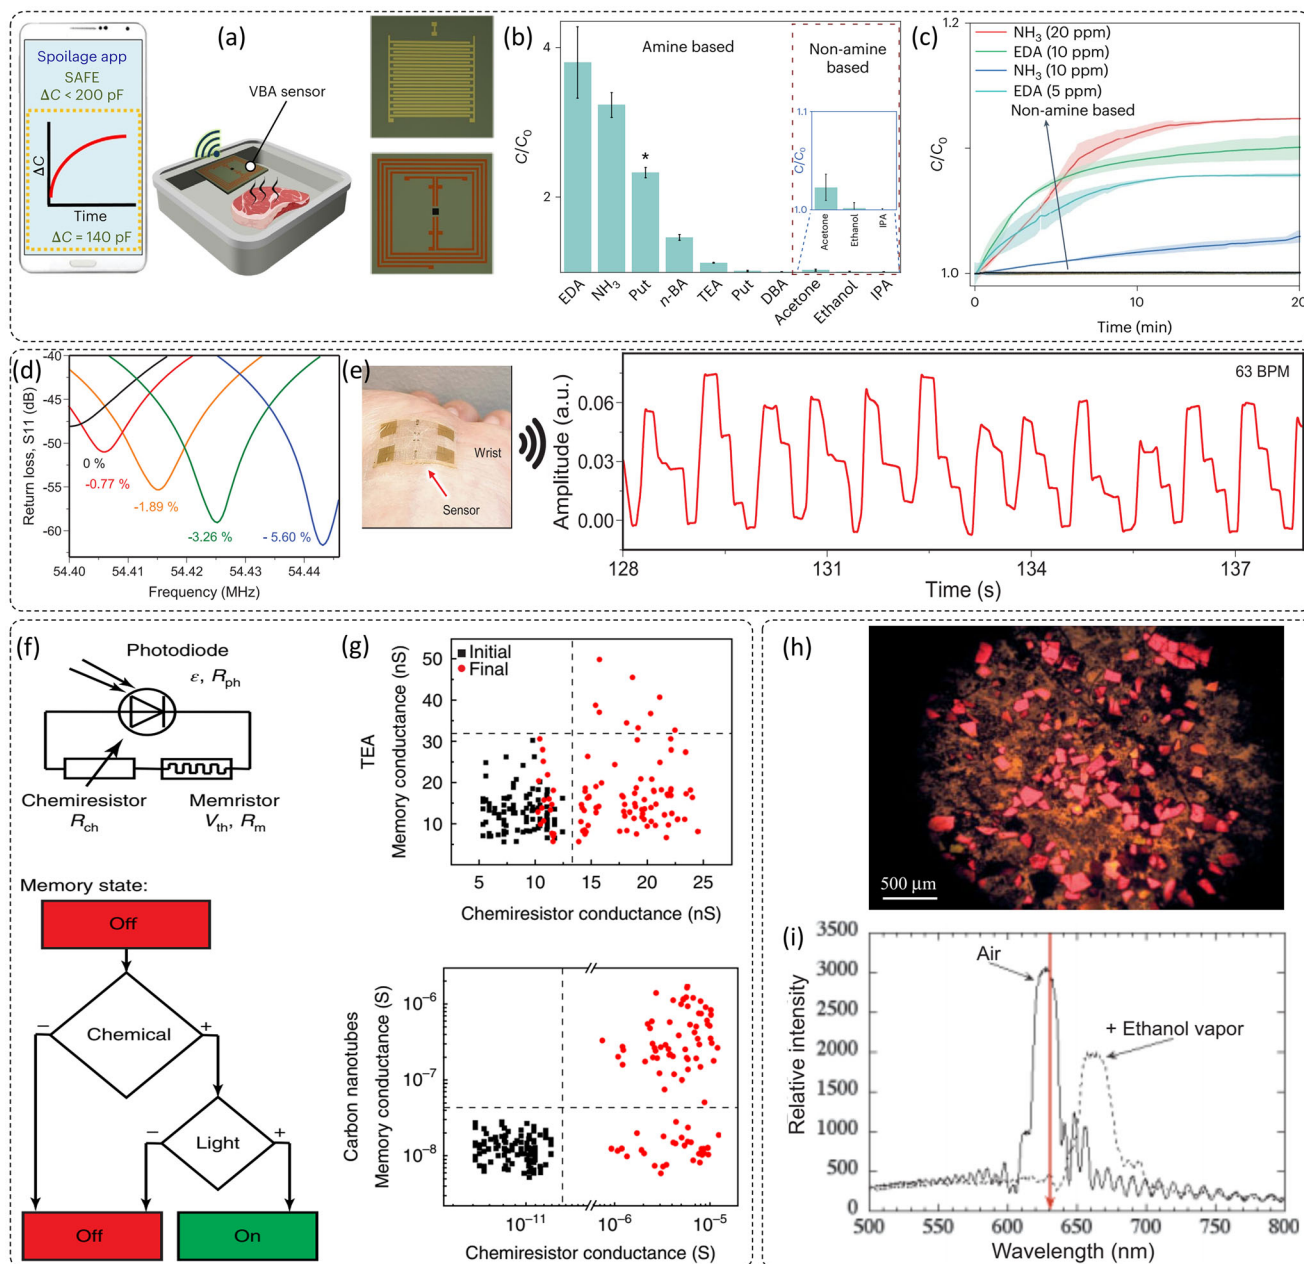 (a)
Spoilage app
SAFE
ΔC < 200 pF
ΔC
Time
ΔC = 140 pF
VBA sensor
(b)
Amine based
Non-amine
based
C/C₀
4
2
1.1
C/C₀
1.0
Acetone
Ethanol
IPA
*
EDA
NH₃
Put
n-BA
TEA
Put
DBA
Acetone
Ethanol
IPA
(c)
1.2
C/C₀
1.0
NH₃ (20 ppm)
EDA (10 ppm)
NH₃ (10 ppm)
EDA (5 ppm)
Non-amine based
0
10
20
Time (min)
(d)
Return loss, S11 (dB)
-40
-45
-50
-55
-60
0 %
-0.77 %
-1.89 %
-3.26 %
- 5.60 %
54.40
54.41
54.42
54.43
54.44
Frequency (MHz)
(e)
Wrist
Sensor
Amplitude (a.u.)
0.06
0.03
0.00
63 BPM
128
131
134
137
Time (s)
(f)
Photodiode
ε, Rph
Chemiresistor
Rch
Memristor
Vth, Rm
Memory state:
Off
–
Chemical
+
–
Light
+
Off
On
(g)
TEA
Memory conductance (nS)
50
40
30
20
10
Initial
Final
5
10
15
20
25
Chemiresistor conductance (nS)
Carbon nanotubes
Memory conductance (S)
10⁻⁶
10⁻⁷
10⁻⁸
10⁻¹¹
10⁻⁶
10⁻⁵
Chemiresistor conductance (S)
(h)
500 µm
(i)
Relative intensity
3500
3000
2500
2000
1500
1000
500
0
Air
+ Ethanol vapor
500
550
600
650
700
750
800
Wavelength (nm)